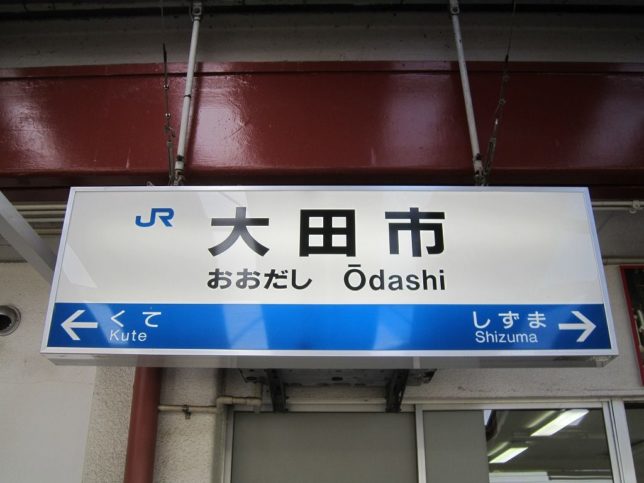 JR 大田市
おおだし Ōdashi
← くて しずま →
Kute Shizuma